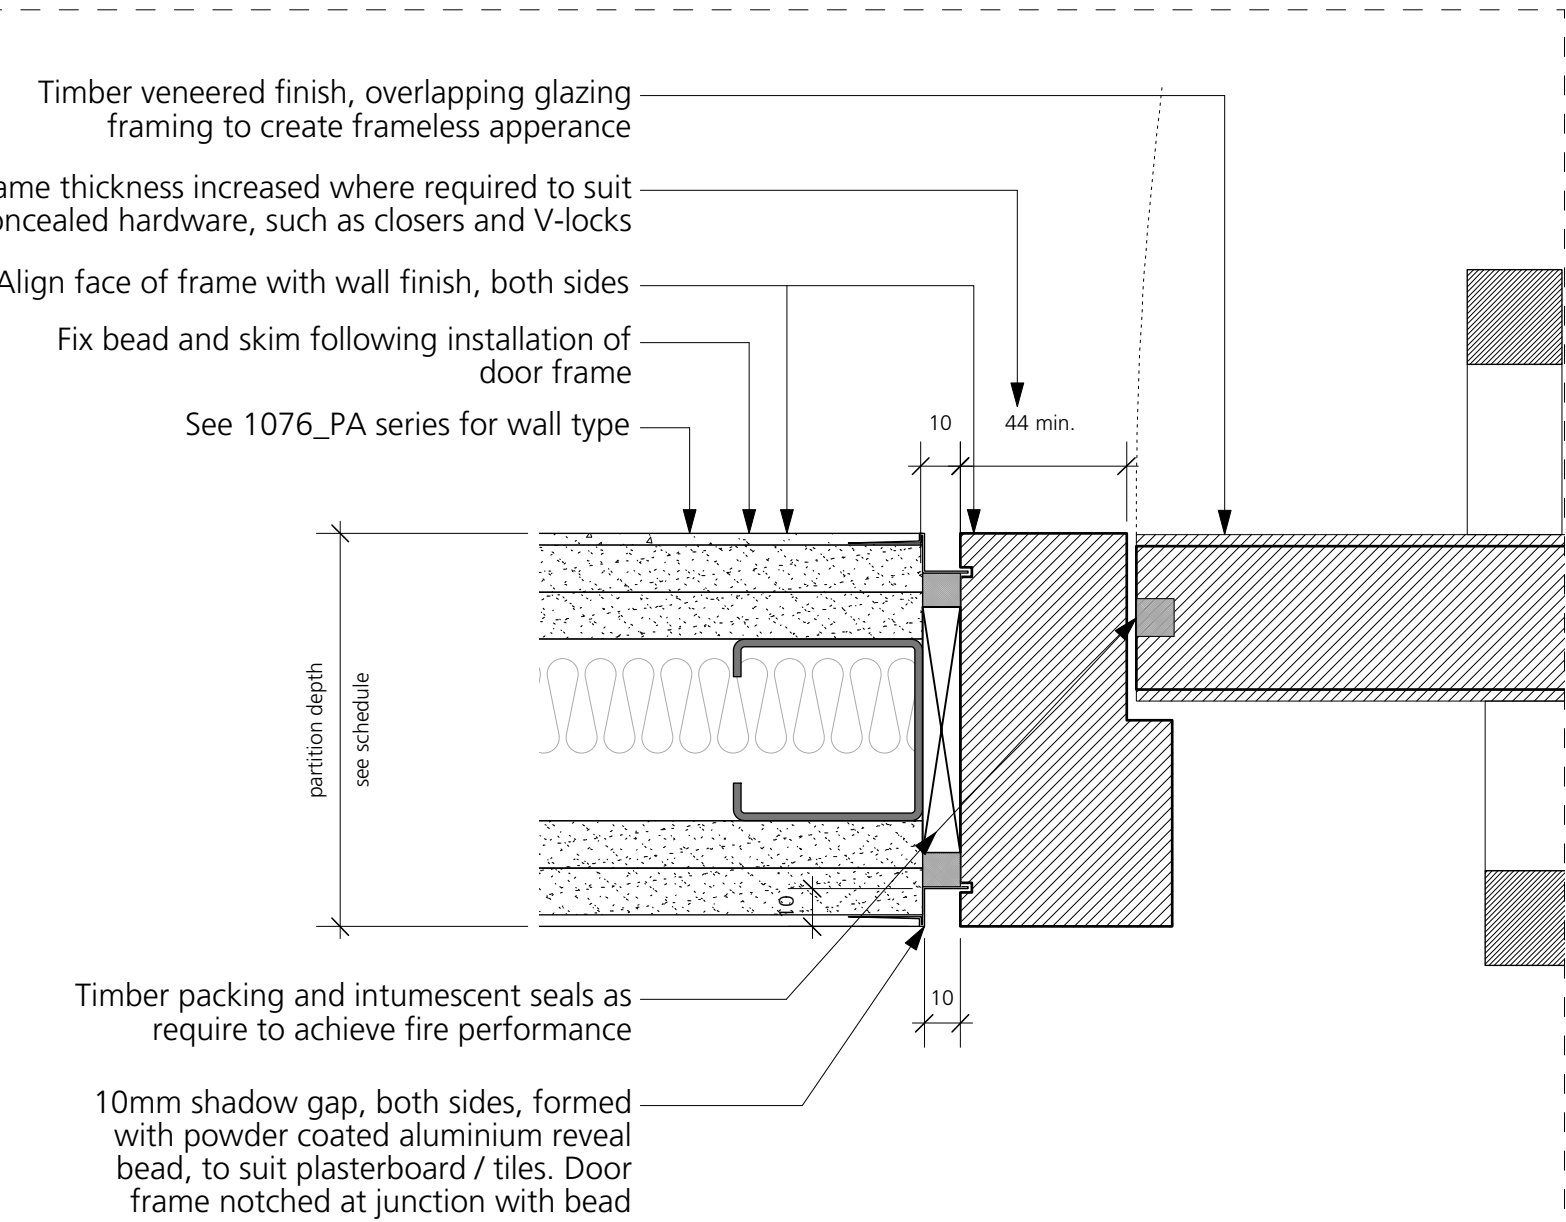 Timber veneered finish, overlapping glazing
framing to create frameless apperance
ame thickness increased where required to suit
oncealed hardware, such as closers and V-locks
Align face of frame with wall finish, both sides
Fix bead and skim following installation of
door frame
See 1076_PA series for wall type
10
44 min.
partition depth
see schedule
10
Timber packing and intumescent seals as
require to achieve fire performance
10
10mm shadow gap, both sides, formed
with powder coated aluminium reveal
bead, to suit plasterboard / tiles. Door
frame notched at junction with bead